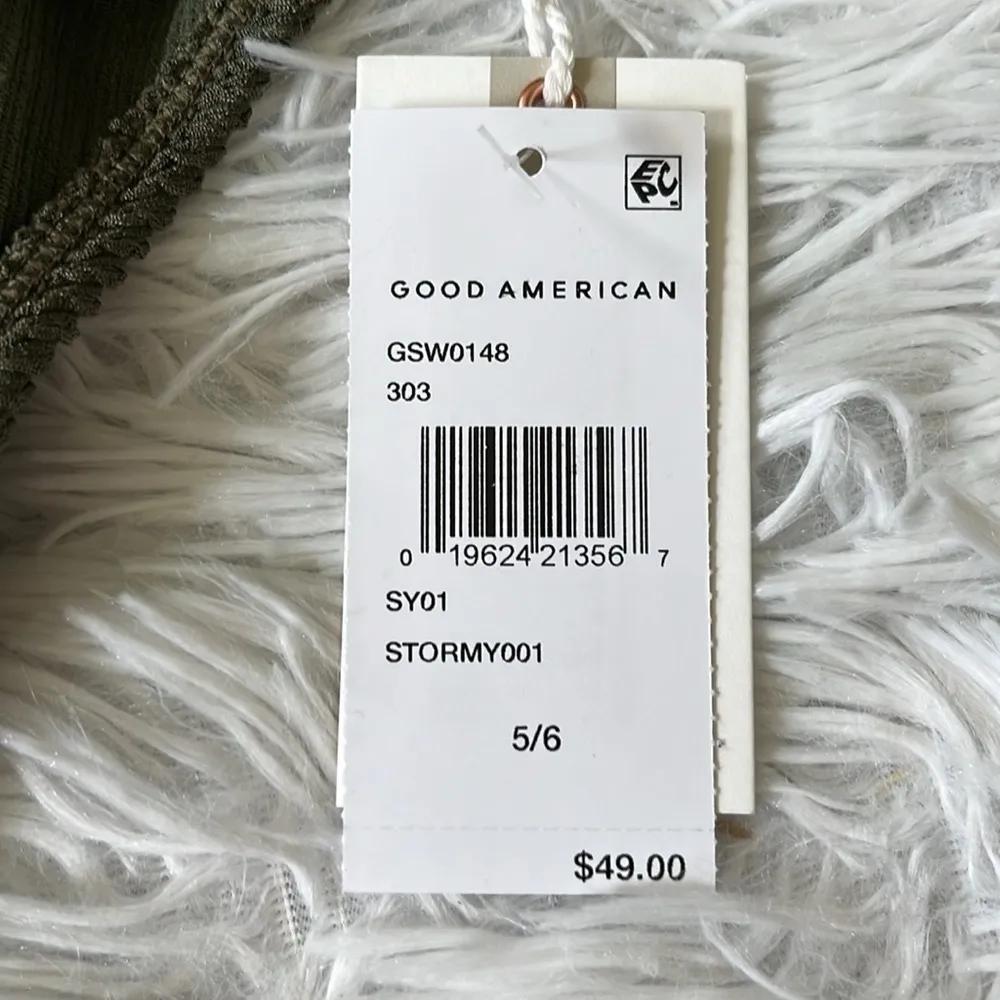 EPC
GOOD AMERICAN
GSW0148
303
0 19624 21356 7
SY01
STORMY001
5/6
$49.00